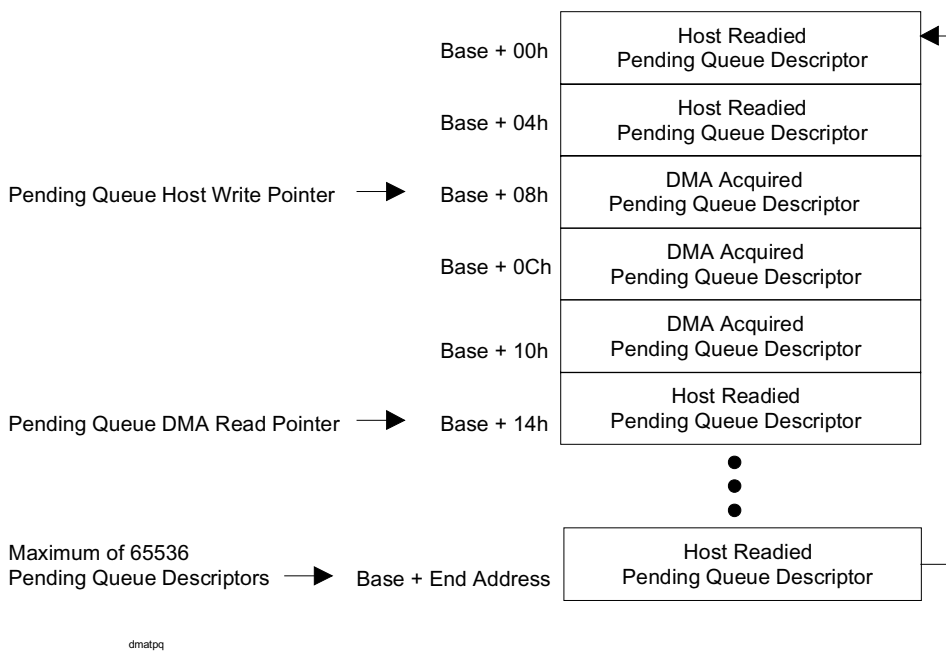 Base + 00h
Host Readied
Pending Queue Descriptor
Base + 04h
Host Readied
Pending Queue Descriptor
Pending Queue Host Write Pointer
Base + 08h
DMA Acquired
Pending Queue Descriptor
Base + 0Ch
DMA Acquired
Pending Queue Descriptor
Base + 10h
DMA Acquired
Pending Queue Descriptor
Pending Queue DMA Read Pointer
Base + 14h
Host Readied
Pending Queue Descriptor
Maximum of 65536
Pending Queue Descriptors
Base + End Address
Host Readied
Pending Queue Descriptor
dmatpq